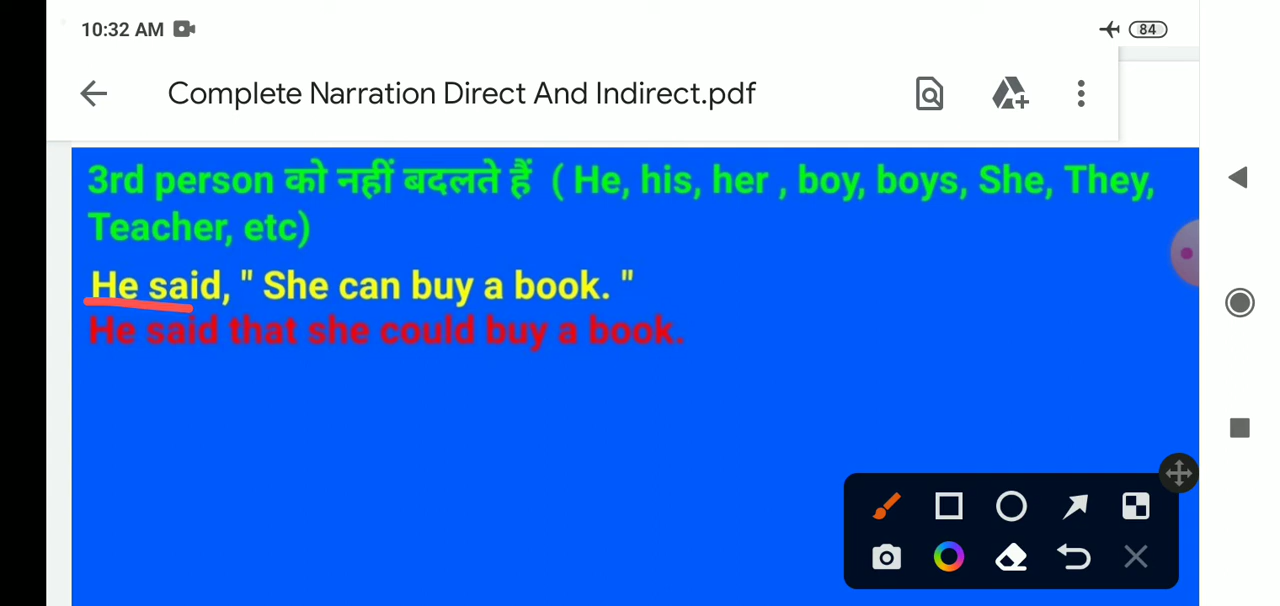 10:32 AM
84
Complete Narration Direct And Indirect.pdf
3rd person को नहीं बदलते हैं ( He, his, her , boy, boys, She, They,
Teacher, etc)
He said, " She can buy a book. "
He said that she could buy a book.